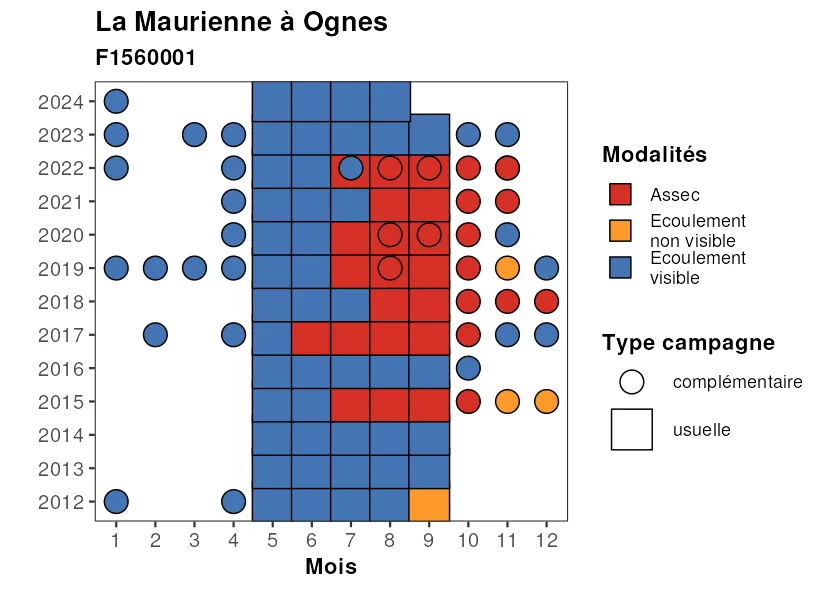 La Maurienne à Ognes
F1560001
2024
2023
2022
2021
2020
2019
2018
2017
2016
2015
2014
2013
2012
1 2 3 4 5 6 7 8 9 10 11 12
Mois
Modalités
Assec
Ecoulement
non visible
Ecoulement
visible
Type campagne
complémentaire
usuelle